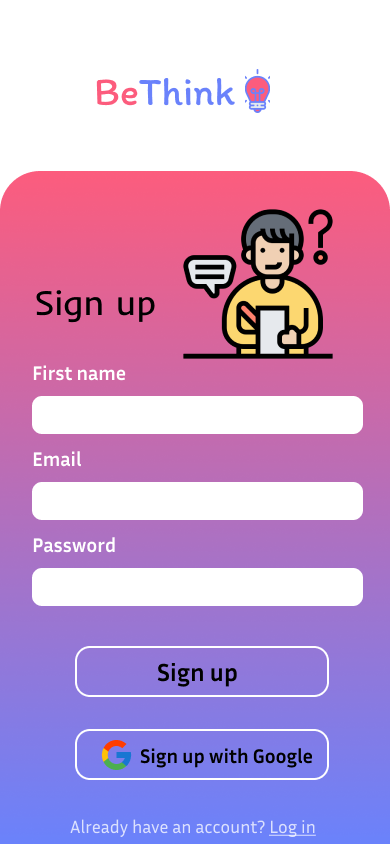 BeThink
Sign up
First name
Email
Password
Sign up
Sign up with Google
Already have an account? Log in